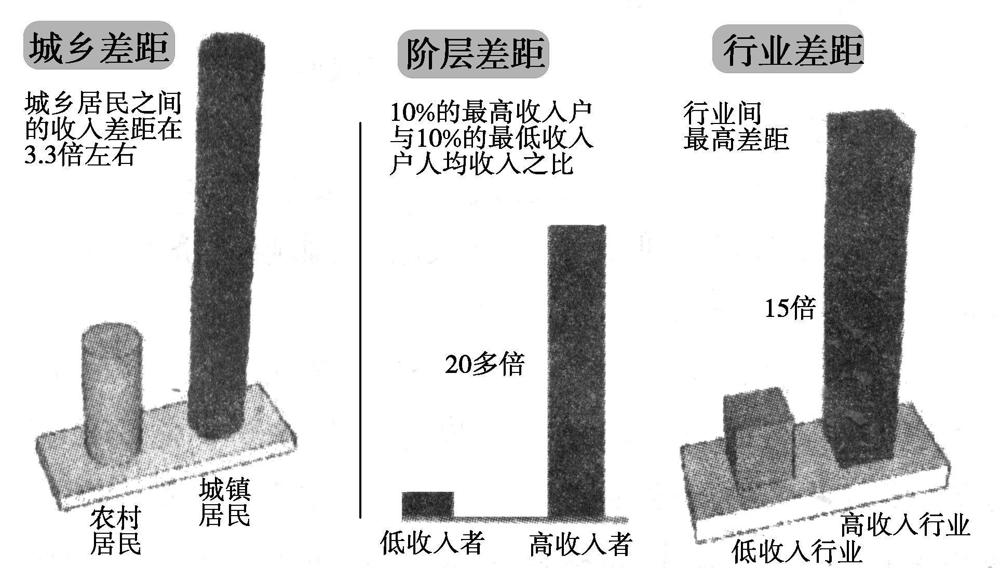 城乡差距
城乡居民之间
的收入差距在
3.3倍左右
农村
居民
城镇
居民
阶层差距
10%的最高收入户
与10%的最低收入
户人均收入之比
20多倍
低收入者
高收入者
行业差距
行业间
最高差距
15倍
低收入行业
高收入行业